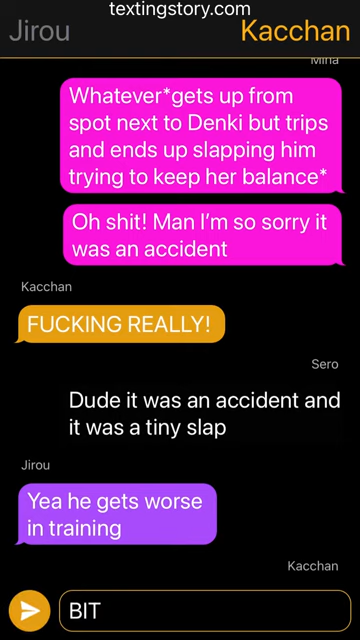 textingstory.com
Jirou
Kacchan
Mina
Whatever*gets up from
spot next to Denki but trips
and ends up slapping him
trying to keep her balance*
Oh shit! Man I'm so sorry it
was an accident
Kacchan
FUCKING REALLY!
Sero
Dude it was an accident and
it was a tiny slap
Jirou
Yea he gets worse
in training
Kacchan
BIT